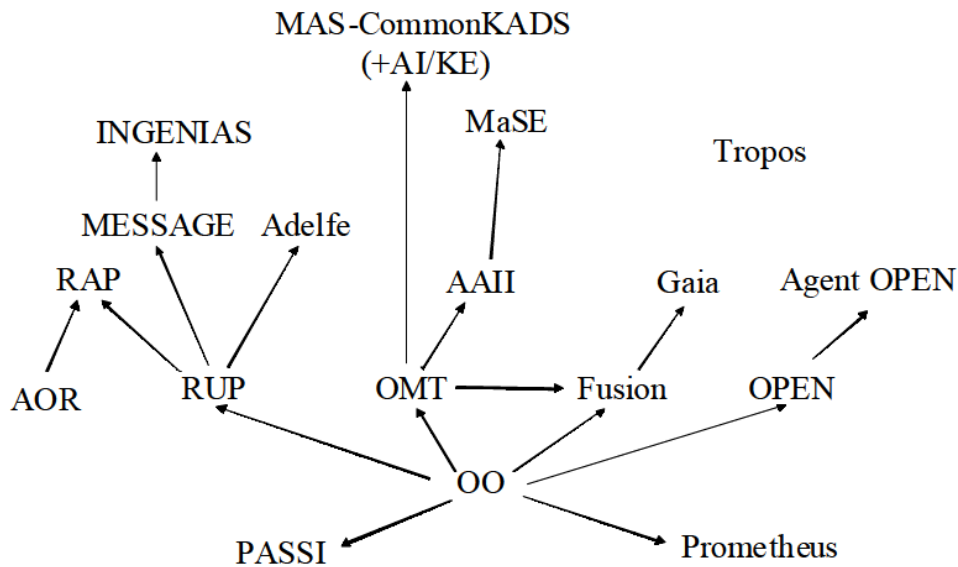 MAS-CommonKADS
(+AI/KE)
MaSE
INGENIAS
Tropos
MESSAGE
Adelfe
RAP
AAII
Gaia
Agent OPEN
AOR
RUP
OMT
Fusion
OPEN
OO
PASSI
Prometheus